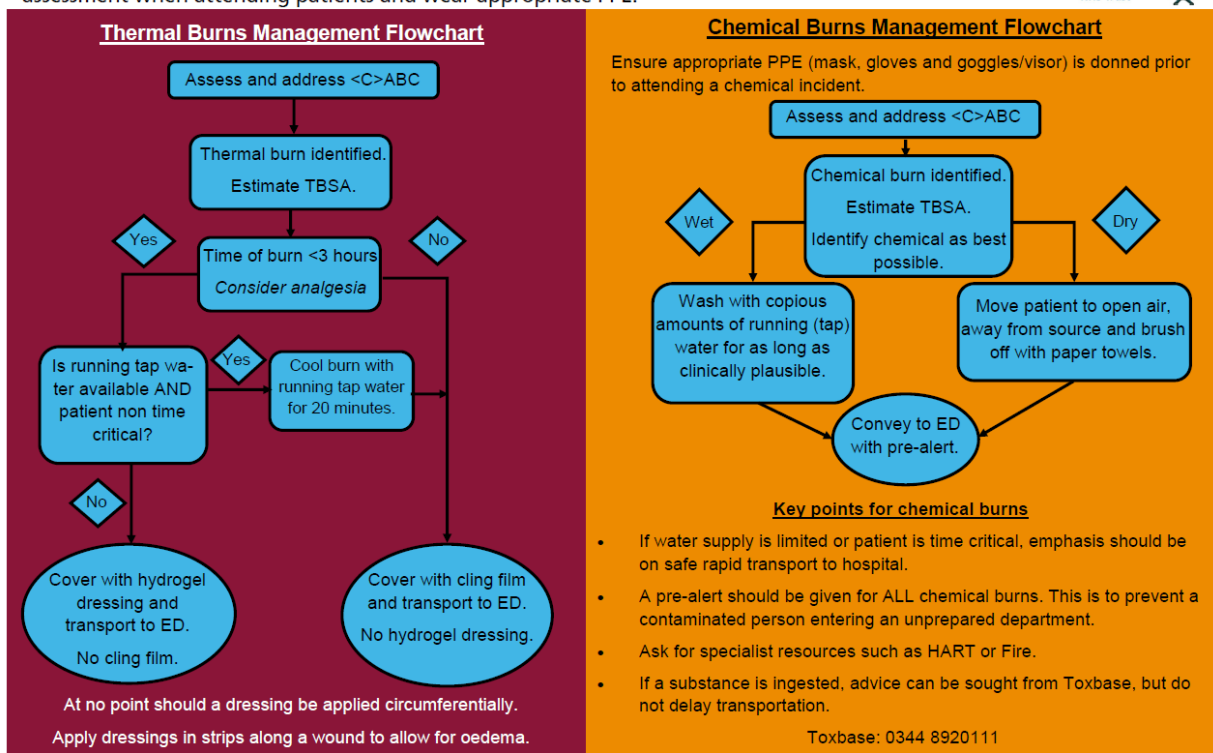 assessment when attending patients and wear appropriate PPE.
Thermal Burns Management Flowchart
Assess and address <C>ABC
Thermal burn identified.
Estimate TBSA.
Yes
No
Time of burn <3 hours
Consider analgesia
Is running tap wa-
ter available AND
patient non time
critical?
Yes
Cool burn with
running tap water
for 20 minutes.
No
Cover with hydrogel
dressing and
transport to ED.
No cling film.
Cover with cling film
and transport to ED.
No hydrogel dressing.
At no point should a dressing be applied circumferentially.
Apply dressings in strips along a wound to allow for oedema.
Chemical Burns Management Flowchart
Ensure appropriate PPE (mask, gloves and goggles/visor) is donned prior
to attending a chemical incident.
Assess and address <C>ABC
Chemical burn identified.
Estimate TBSA.
Identify chemical as best
possible.
Wet
Dry
Wash with copious
amounts of running (tap)
water for as long as
clinically plausible.
Move patient to open air,
away from source and brush
off with paper towels.
Convey to ED
with pre-alert.
Key points for chemical burns
• If water supply is limited or patient is time critical, emphasis should be
on safe rapid transport to hospital.
• A pre-alert should be given for ALL chemical burns. This is to prevent a
contaminated person entering an unprepared department.
• Ask for specialist resources such as HART or Fire.
• If a substance is ingested, advice can be sought from Toxbase, but do
not delay transportation.
Toxbase: 0344 8920111